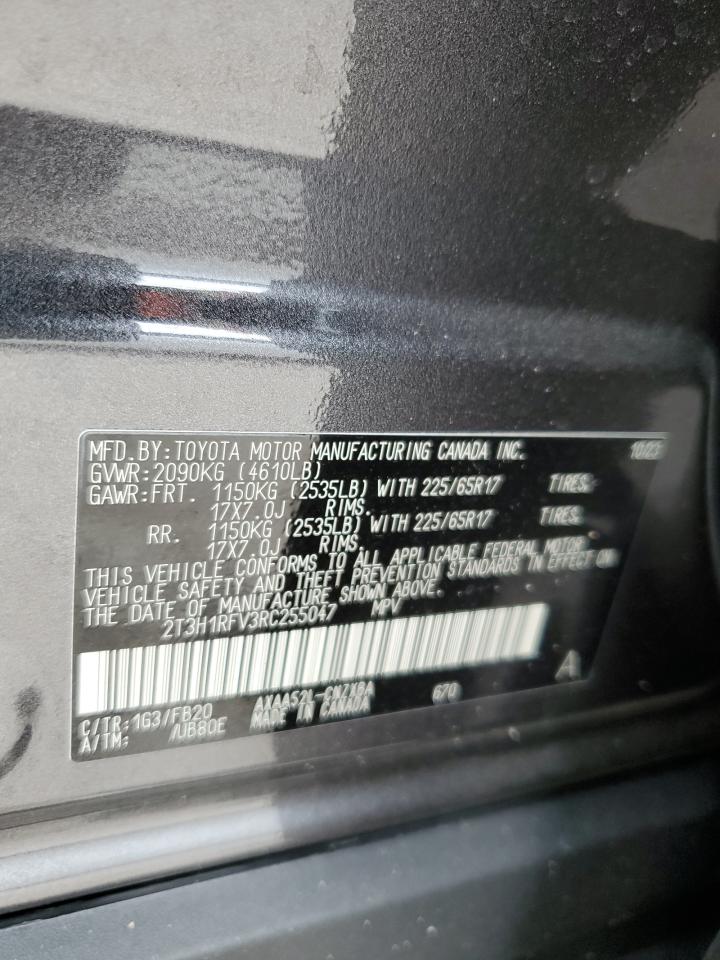 MFD.BY:TOYOTA MOTOR MANUFACTURING CANADA INC. 10/23
GVWR:2090KG (4610LB)
GAWR:FRT. 1150KG (2535LB) WITH 225/65R17 TIRES,
17X7.0J RIMS.
RR. 1150KG (2535LB) WITH 225/65R17 TIRES,
17X7.0J RIMS.
THIS VEHICLE CONFORMS TO ALL APPLICABLE FEDERAL MOTOR
VEHICLE SAFETY AND THEFT PREVENTION STANDARDS IN EFFECT ON
THE DATE OF MANUFACTURE SHOWN ABOVE.
2T3H1RFV3RC255047 MPV
A
C/TR:1G3/FB20 AXAA52L-CNZXBA 670
A/TM: /UB80E MADE IN CANADA